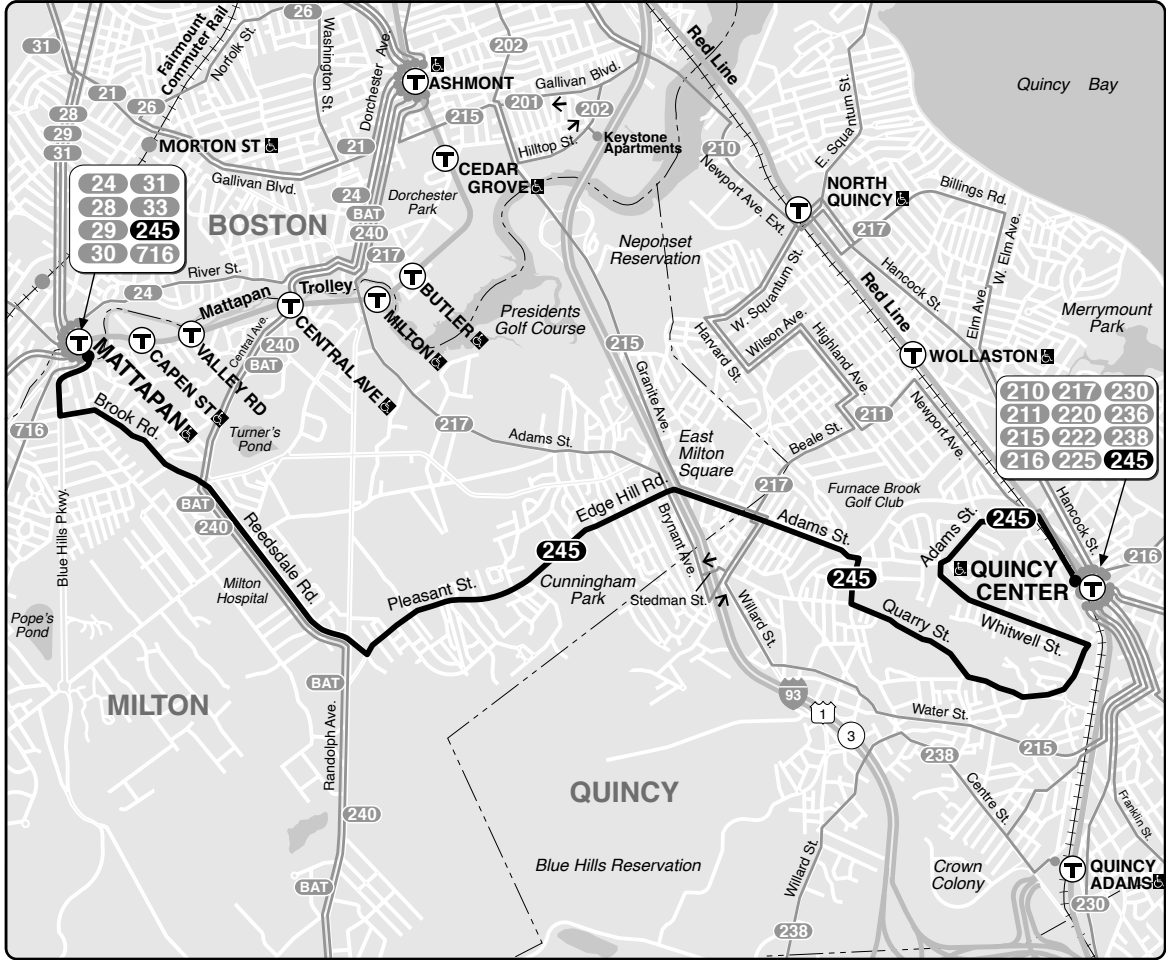 26
202
31
Fairmount
Commuter Rail
Norfolk St.
Washington St.
Dorchester Ave.
Red Line
Quincy Bay
T
ASHMONT
Gallivan Blvd.
21
26
201
202
215
28
29
31
MORTON ST
21
Hilltop St.
Keystone
Apartments
210
E. Squantum St.
Newport Ave. Ext.
T
CEDAR
GROVE
Gallivan Blvd.
24 31
28 33
29 245
30 716
24
BAT
240
217
Dorchester
Park
BOSTON
NORTH
QUINCY
T
Billings Rd.
217
W. Elm Ave.
Neponset
Reservation
River St.
24
Mattapan
Trolley
T
BUTLER
T
MILTON
T
CENTRAL AVE
Central Ave.
240
BAT
T
VALLEY RD
T
CAPEN ST
T
MATTAPAN
Presidents
Golf Course
W. Squantum St.
Red Line
Hancock St.
Elm Ave.
Merrymount
Park
Harvard St.
Wilson Ave.
Highland Ave.
T
WOLLASTON
215
Granite Ave.
210 217 230
211 220 236
215 222 238
216 225 245
716
Brook Rd.
Turner's
Pond
217
Adams St.
East
Milton
Square
Beale St.
211
Newport Ave.
217
Furnace Brook
Golf Club
Hancock St.
BAT
240
Reedsdale Rd.
Edge Hill Rd.
Adams St.
Adams St.
245
216
Blue Hills Pkwy.
245
Brynant Ave.
245
QUINCY
CENTER
T
Milton
Hospital
Pleasant St.
Cunningham
Park
Stedman St.
Willard St.
Quarry St.
Whitwell St.
Pope's
Pond
BAT
93
1
3
MILTON
Randolph Ave.
Water St.
215
238
Centre St.
QUINCY
240
Franklin St.
Blue Hills Reservation
Willard St.
Crown
Colony
T
QUINCY
ADAMS
BAT
230
238